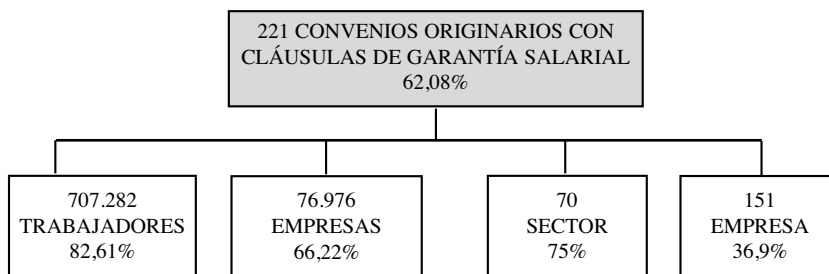 221 CONVENIOS ORIGINARIOS CON
CLÁUSULAS DE GARANTÍA SALARIAL
62,08%
707.282
TRABAJADORES
82,61%
76.976
EMPRESAS
66,22%
70
SECTOR
75%
151
EMPRESA
36,9%